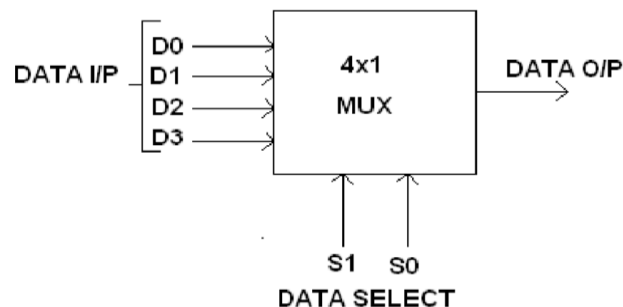 DATA I/P
D0
D1
D2
D3
4x1
MUX
DATA O/P
S1 S0
DATA SELECT